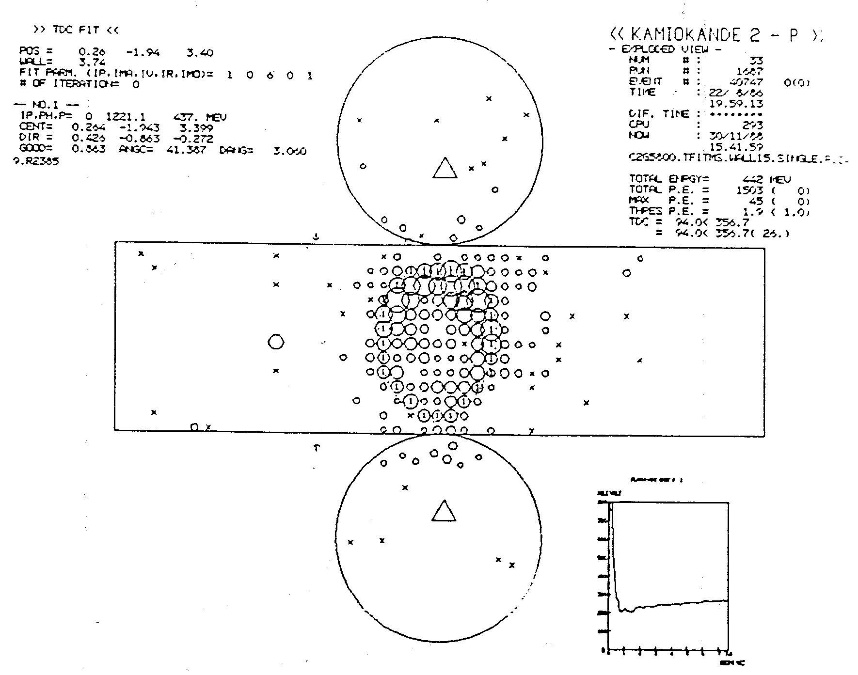 >> TDC FIT <<
POS = 0.26 -1.94 3.40
WALL= 3.74
FIT PARM. (IP.IMA.IV.IR.IMO)= 1 0 6 0 1
# OF ITERATION= 0
-- NO.1 --
IP.PH.P= 0 1221.1 437. MEV
CENT= 0.264 -1.943 3.399
DIR = 0.426 -0.863 -0.272
GOOD= 0.863 ANGC= 41.387 DANG= 3.060
9.R2385
<< KAMIOKANDE 2 - P >>
- EXPLODED VIEW -
NUM # : 33
RUN # : 1687
EVENT # : 40747 0(0)
TIME : 22/ 8/86
19.59.13
DIF. TIME : ********
CPU : 293
NOW : 30/11/88
15.41.59
TOTAL ENRGY= 442 MEV
TOTAL P.E. = 1503 ( 0)
MAX P.E. = 45 ( 0)
THRES P.E. = 1.9 ( 1.0)
TDC = 94.0( 356.7
= 94.0( 356.7( 26.)